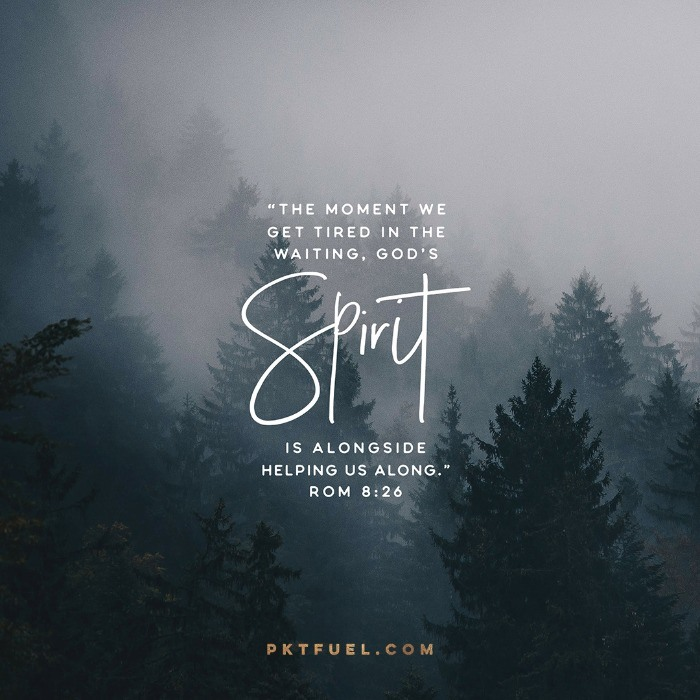 “THE MOMENT WE
GET TIRED IN THE
WAITING, GOD’S
Spirit
IS ALONGSIDE
HELPING US ALONG.”
ROM 8:26
PKTFUEL.COM